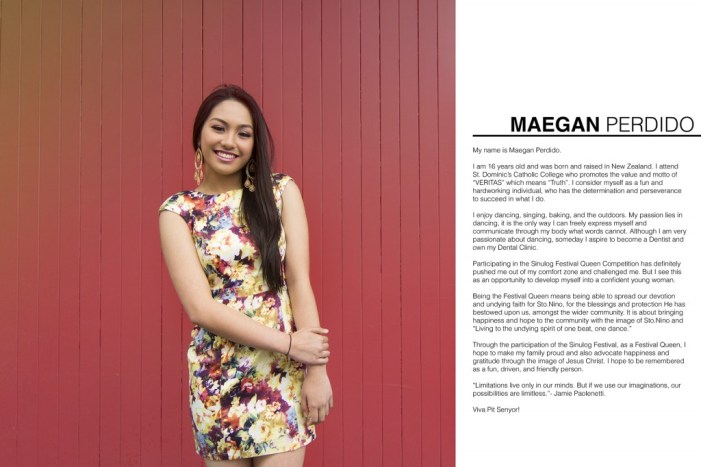 MAEGAN PERDIDO
My name is Maegan Perdido.
I am 16 years old and was born and raised in New Zealand. I attend
St. Dominic's Catholic College who promotes the value and motto of
"VERITAS" which means "Truth". I consider myself as a fun and
hardworking individual, who has the determination and perseverance
to succeed in what I do.
I enjoy dancing, singing, baking, and the outdoors. My passion lies in
dancing, it is the only way I can freely express myself and
communicate through my body what words cannot. Although I am very
passionate about dancing, someday I aspire to become a Dentist and
own my Dental Clinic.
Participating in the Sinulog Festival Queen Competition has definitely
pushed me out of my comfort zone and challenged me. But I see this
as an opportunity to develop myself into a confident young woman.
Being the Festival Queen means being able to spread our devotion
and undying faith for Sto.Nino, for the blessings and protection He has
bestowed upon us, amongst the wider community. It is about bringing
happiness and hope to the community with the image of Sto.Nino and
"Living to the undying spirit of one beat, one dance."
Through the participation of the Sinulog Festival, as a Festival Queen, I
hope to make my family proud and also advocate happiness and
gratitude through the image of Jesus Christ. I hope to be remembered
as a fun, driven, and friendly person.
"Limitations live only in our minds. But if we use our imaginations, our
possibilities are limitless."- Jamie Paolenetti.
Viva Pit Senyor!